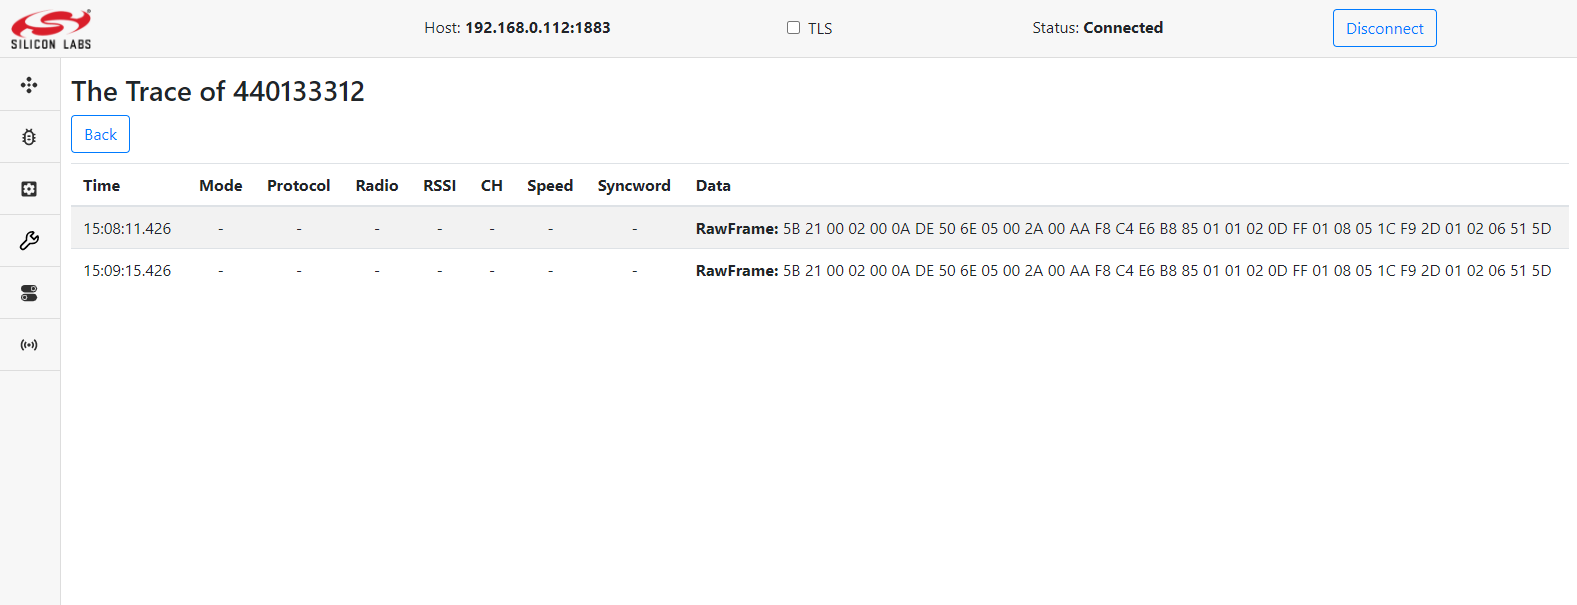 SILICON LABS
Host: 192.168.0.112:1883
TLS
Status: Connected
Disconnect
The Trace of 440133312
Back
Time Mode Protocol Radio RSSI CH Speed Syncword Data
15:08:11.426 - - - - - - - RawFrame: 5B 21 00 02 00 0A DE 50 6E 05 00 2A 00 AA F8 C4 E6 B8 85 01 01 02 0D FF 01 08 05 1C F9 2D 01 02 06 51 5D
15:09:15.426 - - - - - - - RawFrame: 5B 21 00 02 00 0A DE 50 6E 05 00 2A 00 AA F8 C4 E6 B8 85 01 01 02 0D FF 01 08 05 1C F9 2D 01 02 06 51 5D